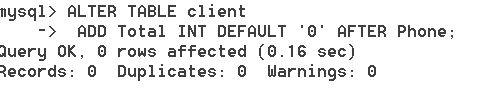 mysql> ALTER TABLE client
-> ADD Total INT DEFAULT '0' AFTER Phone;
Query OK, 0 rows affected (0.16 sec)
Records: 0 Duplicates: 0 Warnings: 0